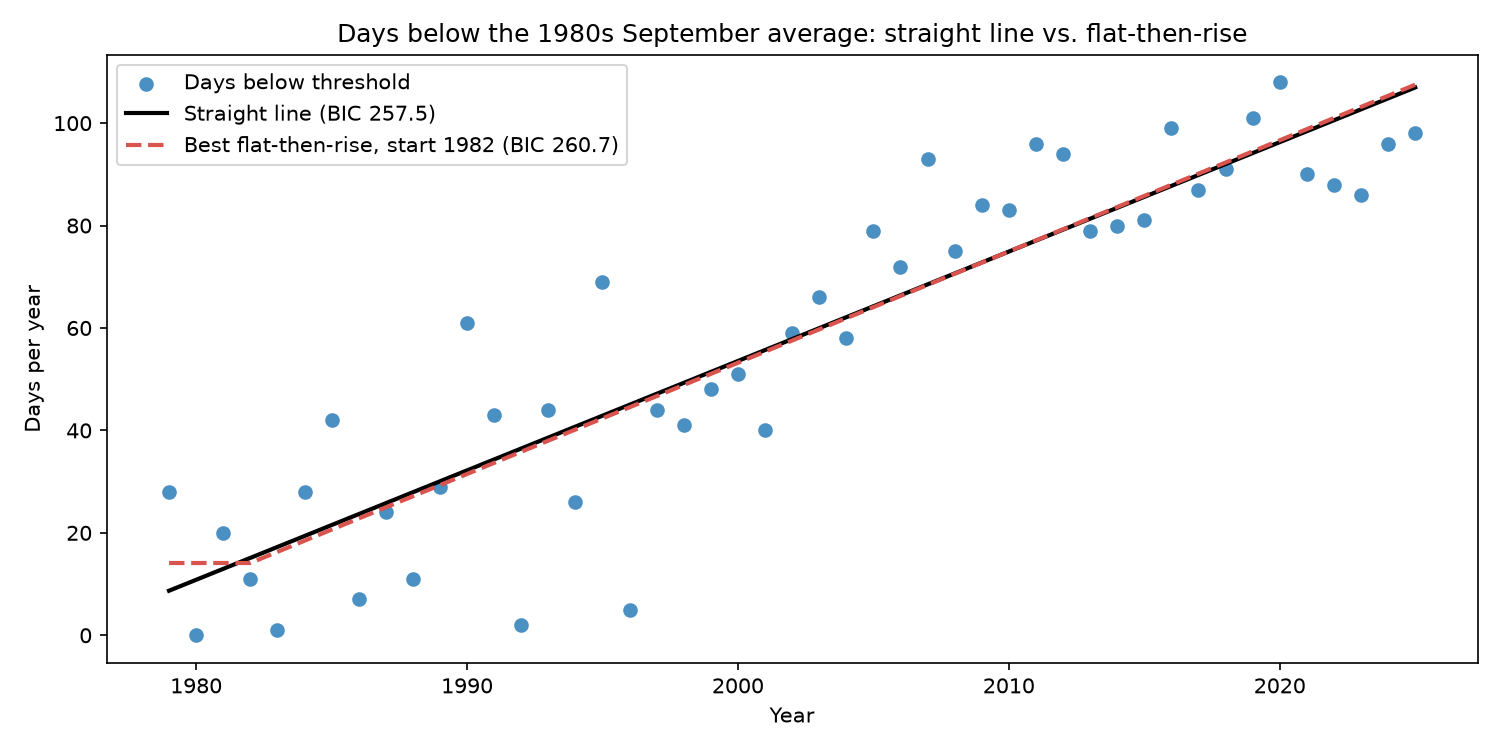 Days below the 1980s September average: straight line vs. flat-then-rise
Days below threshold
Straight line (BIC 257.5)
Best flat-then-rise, start 1982 (BIC 260.7)
Days per year
100
80
60
40
20
0
1980 1990 2000 2010 2020
Year